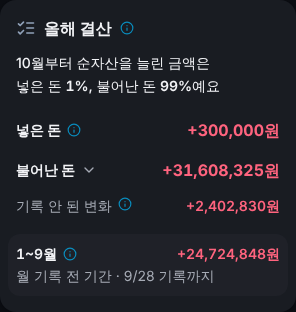 올해 결산
10월부터 순자산을 늘린 금액은
넣은 돈 1%, 불어난 돈 99%예요
넣은 돈 +300,000원
불어난 돈 +31,608,325원
기록 안 된 변화 +2,402,830원
1~9월 +24,724,848원
월 기록 전 기간 · 9/28 기록까지